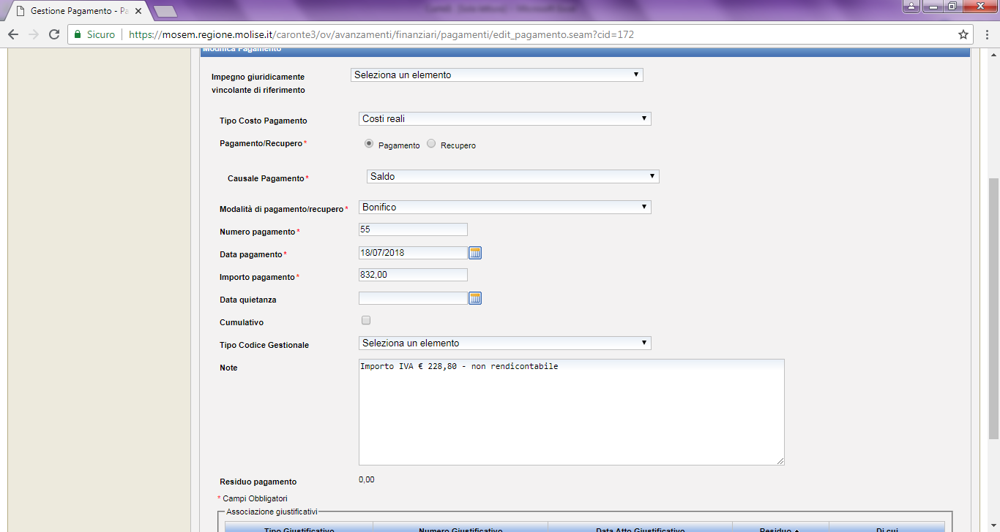 Gestione Pagamento - Pa
Sicuro
https://mosem.regione.molise.it/caronte3/ov/avanzamenti/finanziari/pagamenti/edit_pagamento.seam?cid=172
Modifica Pagamento
Impegno giuridicamente
vincolante di riferimento
Seleziona un elemento
Tipo Costo Pagamento
Costi reali
Pagamento/Recupero*
Pagamento
Recupero
Causale Pagamento*
Saldo
Modalità di pagamento/recupero*
Bonifico
Numero pagamento*
55
Data pagamento*
18/07/2018
Importo pagamento*
832,00
Data quietanza
Cumulativo
Tipo Codice Gestionale
Seleziona un elemento
Note
Importo IVA € 228,80 - non rendicontabile
Residuo pagamento
0,00
* Campi Obbligatori
Associazione giustificativi
Tipo Giustificativo
Numero Giustificativo
Data Atto Giustificativo
Residuo
Di cui